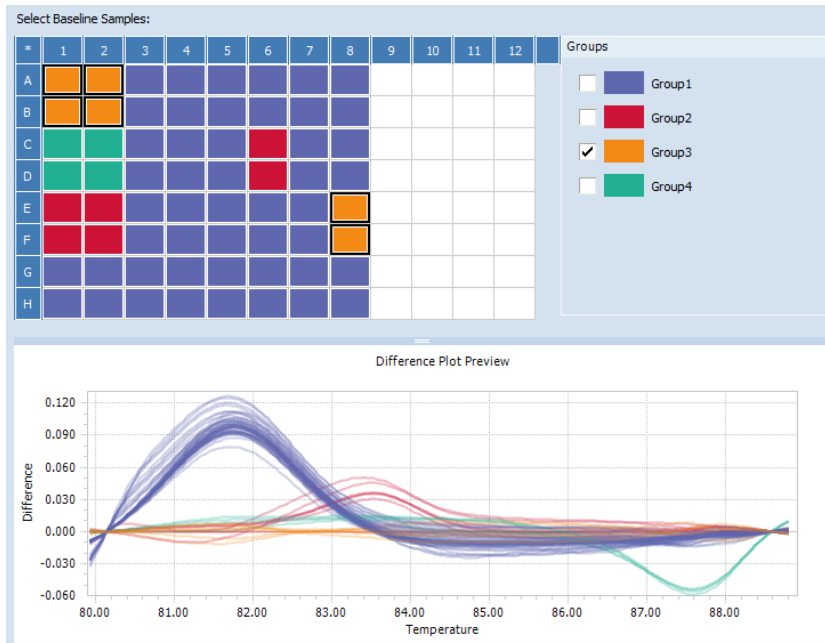 Select Baseline Samples:
* 1 2 3 4 5 6 7 8 9 10 11 12
A
B
C
D
E
F
G
H
Groups
Group1
Group2
Group3
Group4
Difference Plot Preview
0.120
0.090
0.060
0.030
0.000
-0.030
-0.060
Difference
80.00 81.00 82.00 83.00 84.00 85.00 86.00 87.00 88.00
Temperature